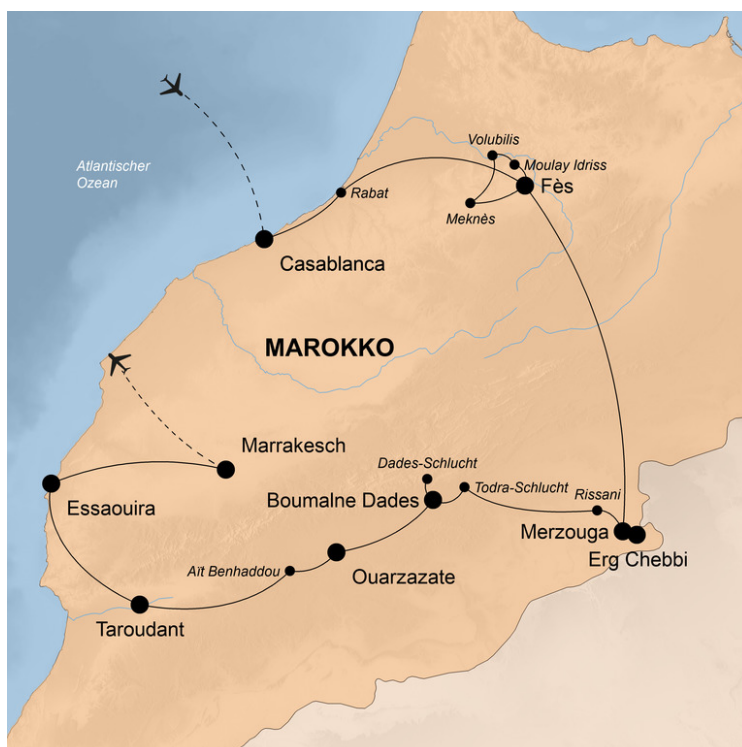 Volubilis
Moulay Idriss
Atlantischer
Ozean
Fès
Rabat
Meknès
Casablanca
MAROKKO
Marrakesch
Dades-Schlucht
Todra-Schlucht
Rissani
Essaouira
Boumalne Dades
Merzouga
Erg Chebbi
Aït Benhaddou
Ouarzazate
Taroudant